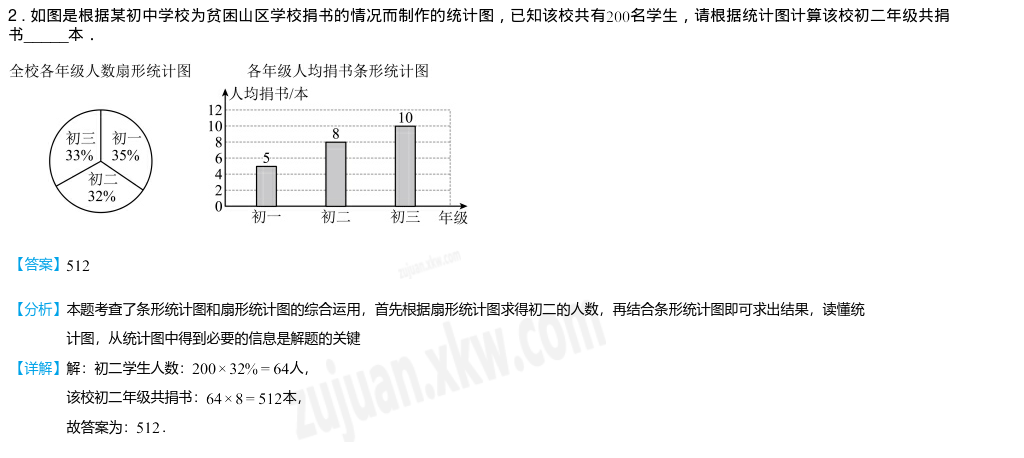 2．如图是根据某初中学校为贫困山区学校捐书的情况而制作的统计图，已知该校共有200名学生，请根据统计图计算该校初二年级共捐
书______本．
全校各年级人数扇形统计图
各年级人均捐书条形统计图
初三
33%
初一
35%
初二
32%
人均捐书/本
12
10
8
6
4
2
0
5
8
10
初一
初二
初三
年级
【答案】512
【分析】本题考查了条形统计图和扇形统计图的综合运用，首先根据扇形统计图求得初二的人数，再结合条形统计图即可求出结果，读懂统
计图，从统计图中得到必要的信息是解题的关键
【详解】解：初二学生人数：200×32%=64人，
该校初二年级共捐书：64×8=512本，
故答案为：512．
zujuan.xkw.com
zujuan.xkw.com